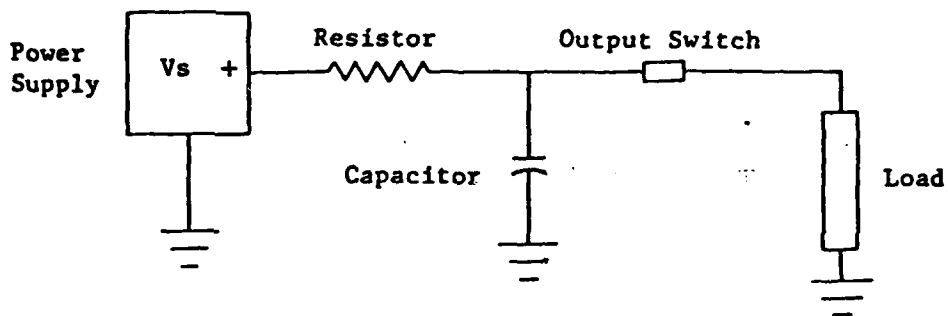 Power
Supply
Vs +
Resistor
Output Switch
Capacitor
Load